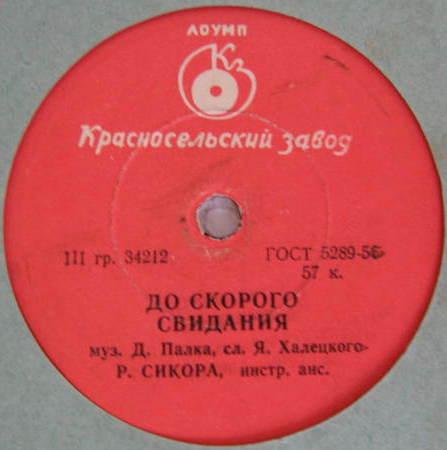 ЛОУМП
Кз
Красносельский завод
III гр. 34212 ГОСТ 5289-56
57 к.
ДО СКОРОГО
СВИДАНИЯ
муз. Д. Палка, сл. Я. Халецкого-
Р. СИКОРА, инстр. анс.